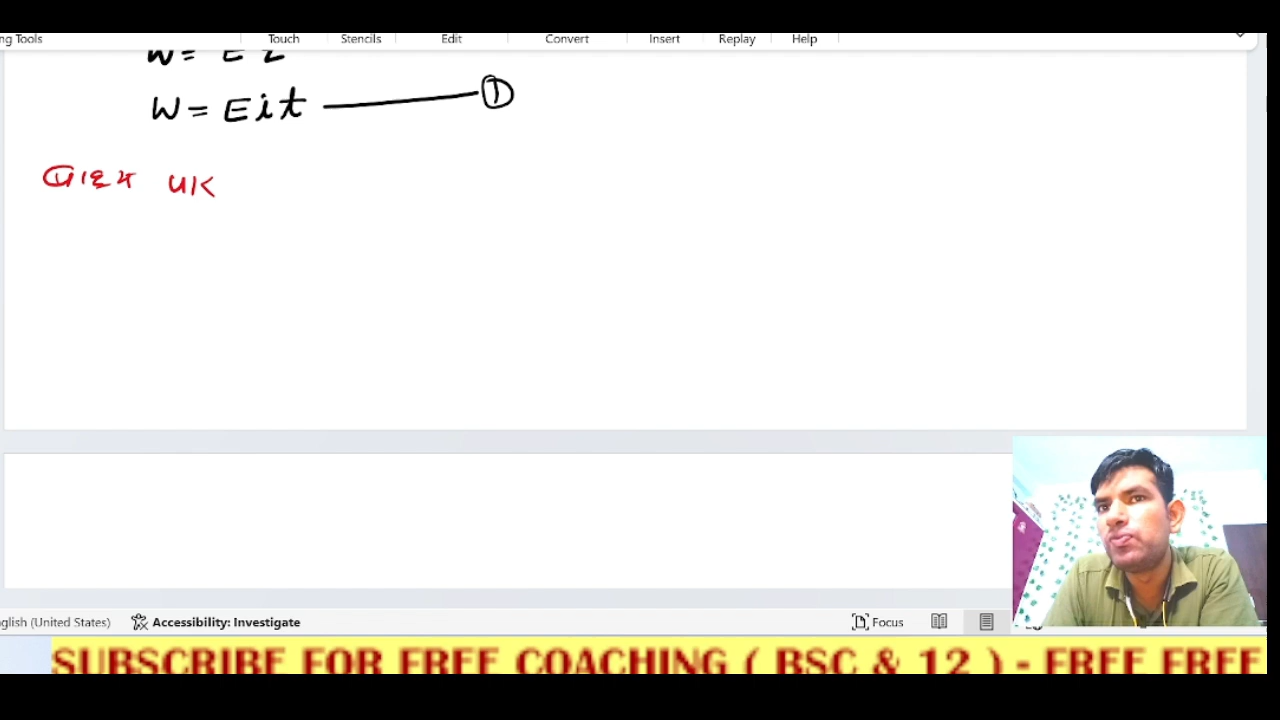 ng Tools Touch Stencils Edit Convert Insert Replay Help
W = E
W = Eit ——— ①
nglish (United States) Accessibility: Investigate Focus
SUBSCRIBE FOR FREE COACHING ( BSC & 12 ) - FREE FREE